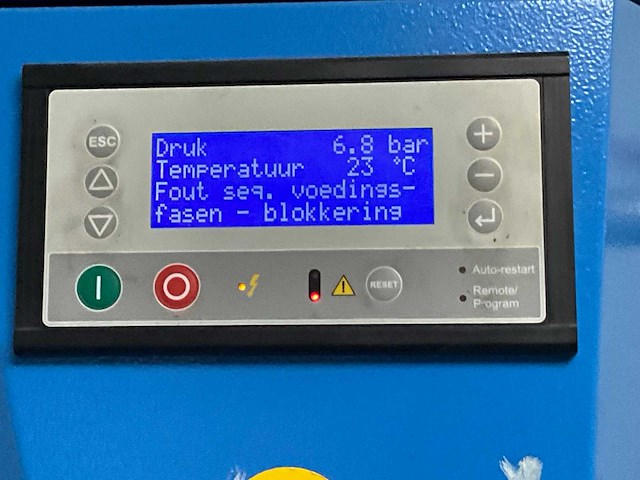 ESC
Druk 6.8 bar
Temperatuur 23 °C
Fout seq. voedings-
fasen - blokkering
RESET
Auto-restart
Remote/
Program